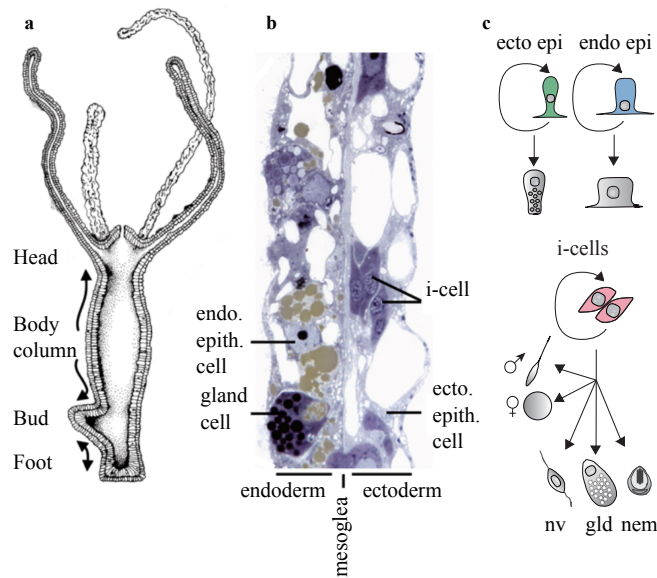 a
Head
Body
column
Bud
Foot
b
endo.
epith.
cell
gland
cell
i-cell
ecto.
epith.
cell
endoderm
mesoglea
ectoderm
c
ecto epi
endo epi
i-cells
♂
♀
nv
gld
nem